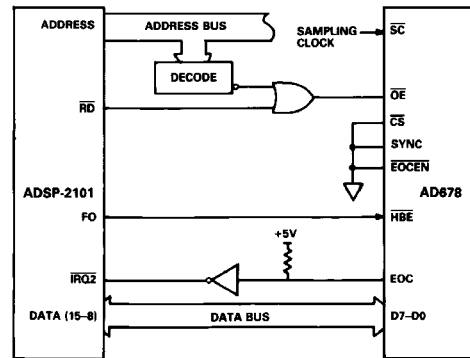 ADDRESS
ADDRESS BUS
SAMPLING
CLOCK
SC
DECODE
RD
OE
CS
SYNC
EOCEN
ADSP-2101
AD678
FO
HBE
+5V
IRQ2
EOC
DATA (15–8)
DATA BUS
D7–D0